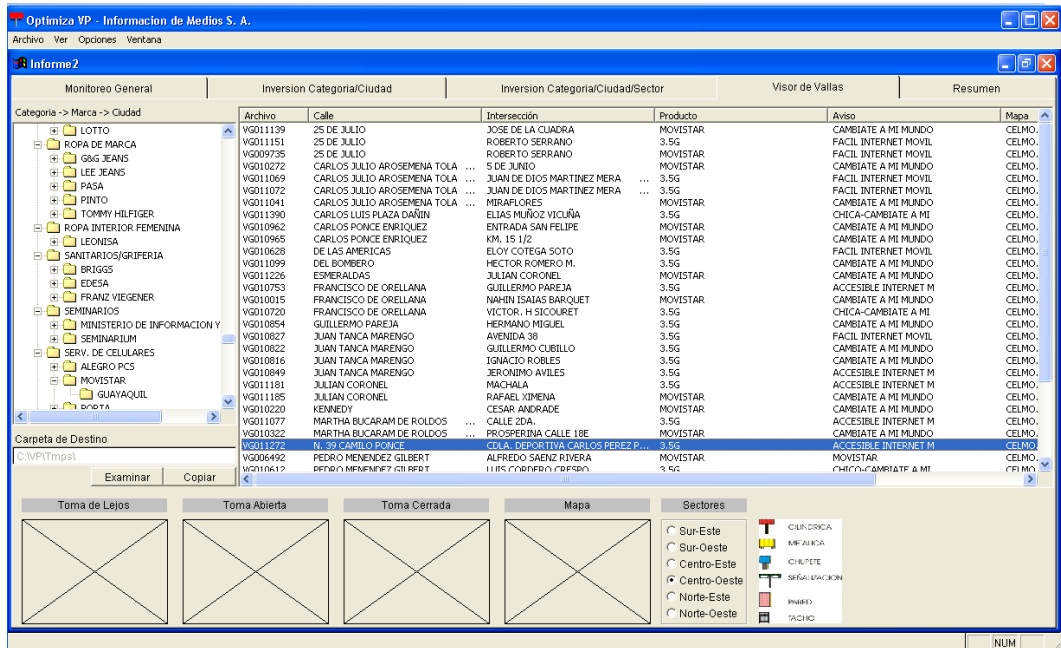 Optimiza VP - Informacion de Medios S. A.
Archivo Ver Opciones Ventana
Informe2
Monitoreo General Inversion Categoria/Ciudad Inversion Categoria/Ciudad/Sector Visor de Vallas Resumen
Categoria -> Marca -> Ciudad
LOTTO
ROPA DE MARCA
G&G JEANS
LEE JEANS
PASA
PINTO
TOMMY HILFIGER
ROPA INTERIOR FEMENINA
LEONISA
SANITARIOS/GRIFERIA
BRIGGS
EDESA
FRANZ VIEGENER
SEMINARIOS
MINISTERIO DE INFORMACION Y
SEMINARIUM
SERV. DE CELULARES
ALEGRO PCS
MOVISTAR
GUAYAQUIL
PORTA
Carpeta de Destino
C:\VP\Tmps\
Examinar Copiar
Archivo Calle Intersección Producto Aviso Mapa
VG011139 25 DE JULIO JOSE DE LA CUADRA MOVISTAR CAMBIATE A MI MUNDO CELMO.
VG011151 25 DE JULIO ROBERTO SERRANO 3.5G FACIL INTERNET MOVIL CELMO.
VG009735 25 DE JULIO ROBERTO SERRANO MOVISTAR FACIL INTERNET MOVIL CELMO.
VG010272 CARLOS JULIO AROSEMENA TOLA ... 5 DE JUNIO MOVISTAR CAMBIATE A MI MUNDO CELMO.
VG011069 CARLOS JULIO AROSEMENA TOLA ... JUAN DE DIOS MARTINEZ MERA ... 3.5G FACIL INTERNET MOVIL CELMO.
VG011072 CARLOS JULIO AROSEMENA TOLA ... JUAN DE DIOS MARTINEZ MERA ... 3.5G FACIL INTERNET MOVIL CELMO.
VG011041 CARLOS JULIO AROSEMENA TOLA ... MIRAFLORES MOVISTAR CAMBIATE A MI MUNDO CELMO.
VG011390 CARLOS LUIS PLAZA DAÑIN ELIAS MUÑOZ VICUÑA 3.5G CHICA-CAMBIATE A MI CELMO.
VG010962 CARLOS PONCE ENRIQUEZ ENTRADA SAN FELIPE MOVISTAR CAMBIATE A MI MUNDO CELMO.
VG010965 CARLOS PONCE ENRIQUEZ KM. 15 1/2 MOVISTAR CAMBIATE A MI MUNDO CELMO.
VG010628 DE LAS AMERICAS ELOY COTEGA SOTO 3.5G CAMBIATE A MI MUNDO CELMO.
VG011099 DEL BOMBERO HECTOR ROMERO M. 3.5G CAMBIATE A MI MUNDO CELMO.
VG011226 ESMERALDAS JULIAN CORONEL MOVISTAR CAMBIATE A MI MUNDO CELMO.
VG010753 FRANCISCO DE ORELLANA GUILLERMO PAREJA 3.5G ACCESIBLE INTERNET M CELMO.
VG010015 FRANCISCO DE ORELLANA NAHIN ISAIAS BARQUET MOVISTAR CAMBIATE A MI MUNDO CELMO.
VG010720 FRANCISCO DE ORELLANA VICTOR. H SICOURET 3.5G CHICA-CAMBIATE A MI CELMO.
VG010854 GUILLERMO PAREJA HERMANO MIGUEL 3.5G CAMBIATE A MI MUNDO CELMO.
VG010827 JUAN TANCA MARENGO AVENIDA 38 3.5G FACIL INTERNET MOVIL CELMO.
VG010822 JUAN TANCA MARENGO GUILLERMO CUBILLO 3.5G CAMBIATE A MI MUNDO CELMO.
VG010816 JUAN TANCA MARENGO IGNACIO ROBLES 3.5G CAMBIATE A MI MUNDO CELMO.
VG010849 JUAN TANCA MARENGO JERONIMO AVILES 3.5G ACCESIBLE INTERNET M CELMO.
VG011181 JULIAN CORONEL MACHALA 3.5G ACCESIBLE INTERNET M CELMO.
VG011185 JULIAN CORONEL RAFAEL XIMENA MOVISTAR CAMBIATE A MI MUNDO CELMO.
VG010220 KENNEDY CESAR ANDRADE MOVISTAR CAMBIATE A MI MUNDO CELMO.
VG011077 MARTHA BUCARAM DE ROLDOS ... CALLE 2DA. 3.5G ACCESIBLE INTERNET M CELMO.
VG010322 MARTHA BUCARAM DE ROLDOS ... PROSPERINA CALLE 18E MOVISTAR CAMBIATE A MI MUNDO CELMO.
VG011272 N. 39 CAMILO PONCE CDLA. DEPORTIVA CARLOS PEREZ P... 3.5G ACCESIBLE INTERNET M CELMO.
VG006492 PEDRO MENENDEZ GILBERT ALFREDO SAENZ RIVERA MOVISTAR MOVISTAR CELMO.
VG010612 PEDRO MENENDEZ GILBERT LUIS CORDERO CRESPO 3.5G CHICO-CAMBIATE A MI CELMO.
Toma de Lejos Toma Abierta Toma Cerrada Mapa Sectores
Sur-Este
Sur-Oeste
Centro-Este
Centro-Oeste
Norte-Este
Norte-Oeste
CILINDRICA
METALICA
CHUPETE
SEÑALIZACION
PARED
TACHO
NUM